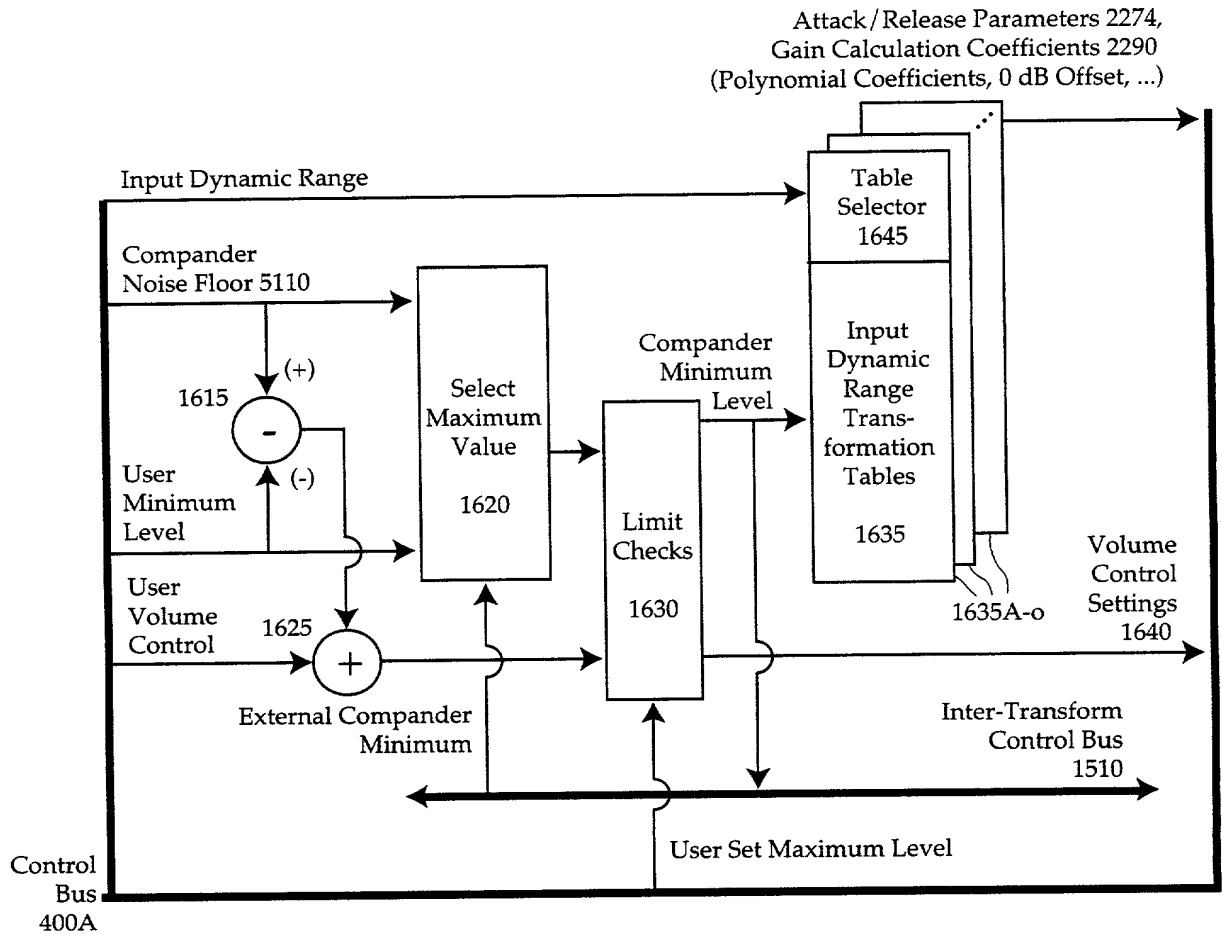 Attack/Release Parameters 2274,
Gain Calculation Coefficients 2290
(Polynomial Coefficients, 0 dB Offset, ...)
Input Dynamic Range
Table
Selector
1645
Compander
Noise Floor 5110
(+)
1615
-
(-)
User
Minimum
Level
Select
Maximum
Value
1620
Compander
Minimum
Level
Input
Dynamic
Range
Trans-
formation
Tables
1635
Limit
Checks
1630
1635A-o
Volume
Control
Settings
1640
User
Volume
Control
1625
+
External Compander
Minimum
Inter-Transform
Control Bus
1510
User Set Maximum Level
Control
Bus
400A